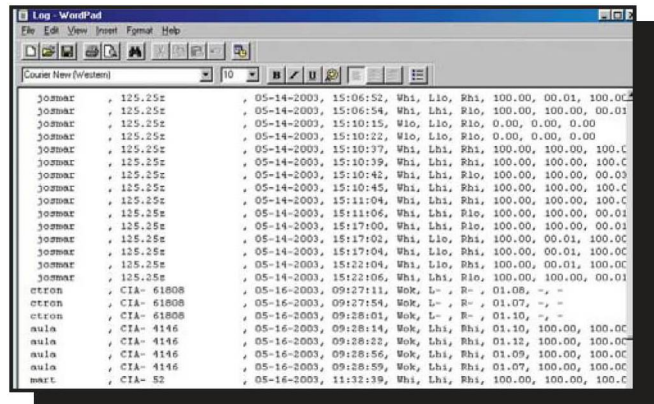 Log - WordPad
File Edit View Insert Format Help
Courier New (Western) 10 B / U
josmar , 125.25z , 05-14-2003, 15:06:52, Whi, Llo, Rhi, 100.00, 00.01, 100.00
josmar , 125.25z , 05-14-2003, 15:06:54, Whi, Lhi, Rlo, 100.00, 100.00, 00.01
josmar , 125.25z , 05-14-2003, 15:10:15, Wlo, Llo, Rlo, 0.00, 0.00, 0.00
josmar , 125.25z , 05-14-2003, 15:10:22, Wlo, Llo, Rlo, 0.00, 0.00, 0.00
josmar , 125.25z , 05-14-2003, 15:10:37, Whi, Lhi, Rhi, 100.00, 100.00, 100.0
josmar , 125.25z , 05-14-2003, 15:10:39, Whi, Lhi, Rhi, 100.00, 100.00, 100.0
josmar , 125.25z , 05-14-2003, 15:10:42, Whi, Lhi, Rlo, 100.00, 100.00, 00.03
josmar , 125.25z , 05-14-2003, 15:10:45, Whi, Lhi, Rhi, 100.00, 100.00, 100.0
josmar , 125.25z , 05-14-2003, 15:11:04, Whi, Lhi, Rhi, 100.00, 100.00, 100.0
josmar , 125.25z , 05-14-2003, 15:11:06, Whi, Lhi, Rlo, 100.00, 100.00, 00.01
josmar , 125.25z , 05-14-2003, 15:17:00, Whi, Lhi, Rlo, 100.00, 100.00, 00.01
josmar , 125.25z , 05-14-2003, 15:17:02, Whi, Llo, Rhi, 100.00, 00.01, 100.00
josmar , 125.25z , 05-14-2003, 15:17:04, Whi, Llo, Rhi, 100.00, 00.01, 100.00
josmar , 125.25z , 05-14-2003, 15:22:04, Whi, Llo, Rhi, 100.00, 00.01, 100.00
josmar , 125.25z , 05-14-2003, 15:22:06, Whi, Lhi, Rlo, 100.00, 100.00, 00.01
ctron , CIA- 61808 , 05-16-2003, 09:27:11, Wok, L- , R- , 01.08, -, -
ctron , CIA- 61808 , 05-16-2003, 09:27:54, Wok, L- , R- , 01.07, -, -
ctron , CIA- 61808 , 05-16-2003, 09:28:01, Wok, L- , R- , 01.10, -, -
aula , CIA- 4146 , 05-16-2003, 09:28:14, Wok, Lhi, Rhi, 01.10, 100.00, 100.00
aula , CIA- 4146 , 05-16-2003, 09:28:22, Wok, Lhi, Rhi, 01.12, 100.00, 100.00
aula , CIA- 4146 , 05-16-2003, 09:28:56, Wok, Lhi, Rhi, 01.09, 100.00, 100.00
aula , CIA- 4146 , 05-16-2003, 09:28:59, Wok, Lhi, Rhi, 01.07, 100.00, 100.00
mart , CIA- 52 , 05-16-2003, 11:32:39, Whi, Lhi, Rhi, 100.00, 100.00, 100.0